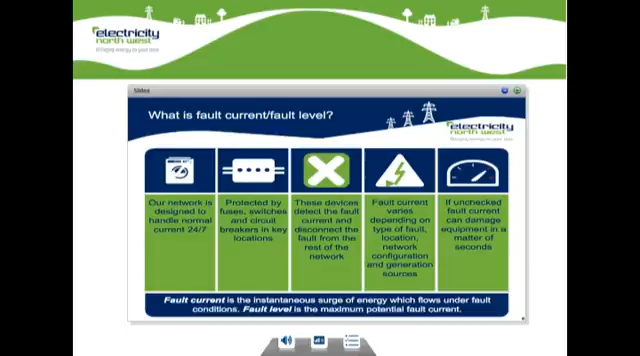 electricity
north west
Bringing energy to your door
Slides
What is fault current/fault level?
electricity
north west
Bringing energy to your door
Our network is
designed to
handle normal
current 24/7
Protected by
fuses, switches
and circuit
breakers in key
locations
These devices
detect the fault
current and
disconnect the
fault from the
rest of the
network
Fault current
varies
depending on
type of fault,
location,
network
configuration
and generation
sources
If unchecked
fault current
can damage
equipment in a
matter of
seconds
Fault current is the instantaneous surge of energy which flows under fault
conditions. Fault level is the maximum potential fault current.